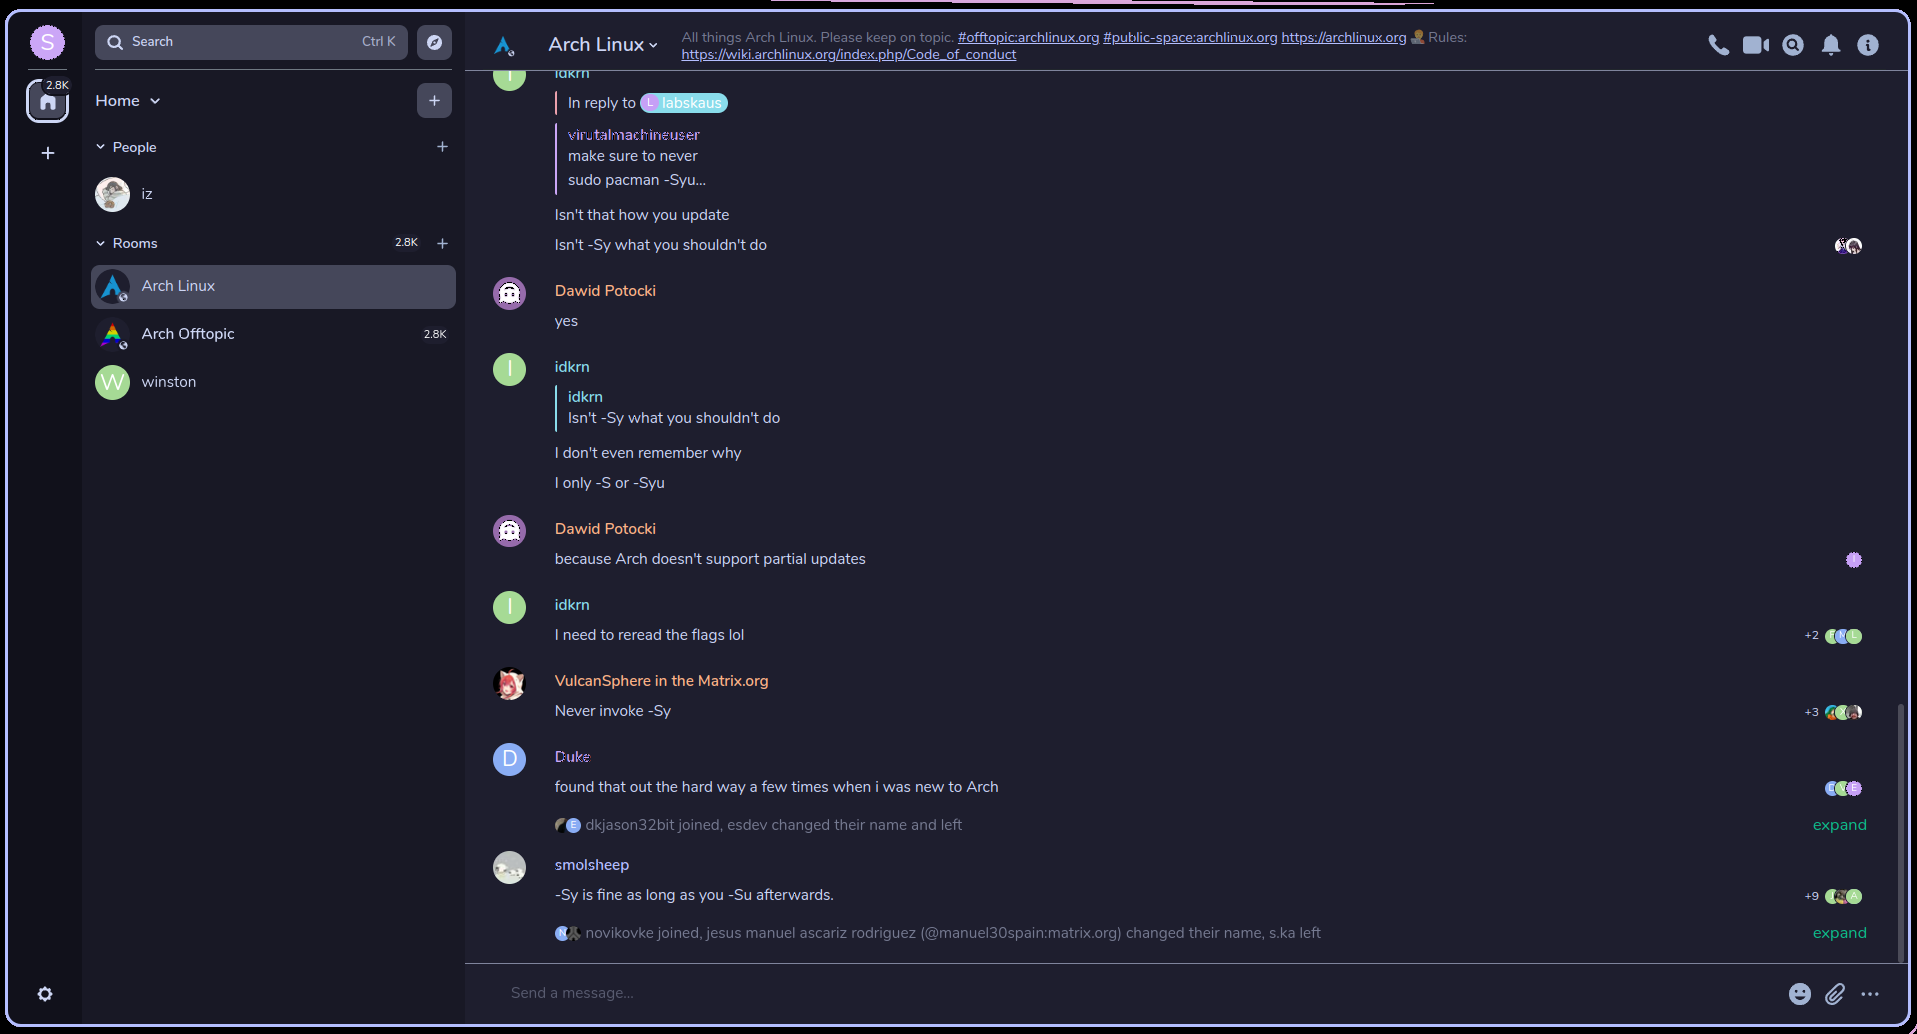 S
2.8K
Search Ctrl K
Home
People
iz
Rooms 2.8K
Arch Linux
Arch Offtopic 2.8K
W winston
Arch Linux
All things Arch Linux. Please keep on topic. #offtopic:archlinux.org #public-space:archlinux.org https://archlinux.org Rules:
https://wiki.archlinux.org/index.php/Code_of_conduct
I idkrn
In reply to L labskaus
virutalmachineuser
make sure to never
sudo pacman -Syu...
Isn't that how you update
Isn't -Sy what you shouldn't do
Dawid Potocki
yes
I idkrn
idkrn
Isn't -Sy what you shouldn't do
I don't even remember why
I only -S or -Syu
Dawid Potocki
because Arch doesn't support partial updates
I idkrn
I need to reread the flags lol
+2
VulcanSphere in the Matrix.org
Never invoke -Sy
+3
D Duke
found that out the hard way a few times when i was new to Arch
E dkjason32bit joined, esdev changed their name and left expand
smolsheep
-Sy is fine as long as you -Su afterwards.
+9
N novikovke joined, jesus manuel ascariz rodriguez (@manuel30spain:matrix.org) changed their name, s.ka left expand
Send a message...